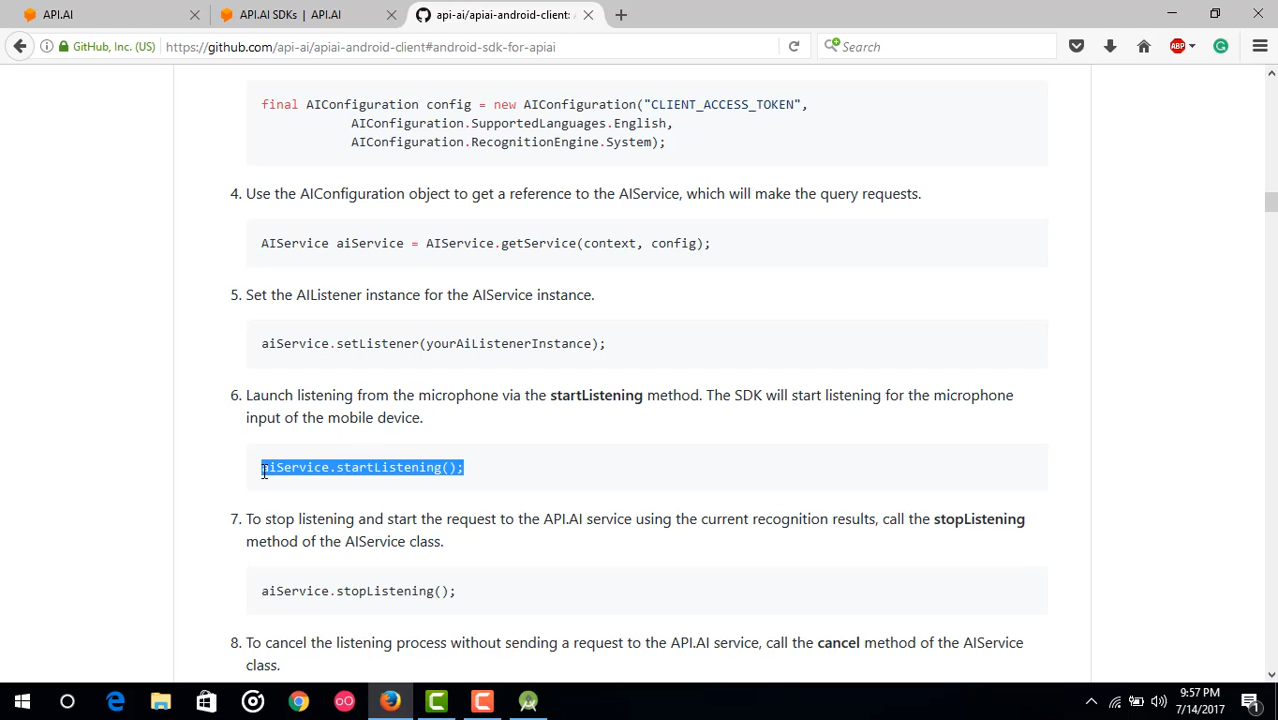 API.AI
API.AI SDKs | API.AI
api-ai/apiai-android-client:
GitHub, Inc. (US)
https://github.com/api-ai/apiai-android-client#android-sdk-for-apiai
Search
ABP
final AIConfiguration config = new AIConfiguration("CLIENT_ACCESS_TOKEN",
AIConfiguration.SupportedLanguages.English,
AIConfiguration.RecognitionEngine.System);
4. Use the AIConfiguration object to get a reference to the AIService, which will make the query requests.
AIService aiService = AIService.getService(context, config);
5. Set the AIListener instance for the AIService instance.
aiService.setListener(yourAiListenerInstance);
6. Launch listening from the microphone via the startListening method. The SDK will start listening for the microphone
input of the mobile device.
aiService.startListening();
7. To stop listening and start the request to the API.AI service using the current recognition results, call the stopListening
method of the AIService class.
aiService.stopListening();
8. To cancel the listening process without sending a request to the API.AI service, call the cancel method of the AIService
class.
9:57 PM
7/14/2017